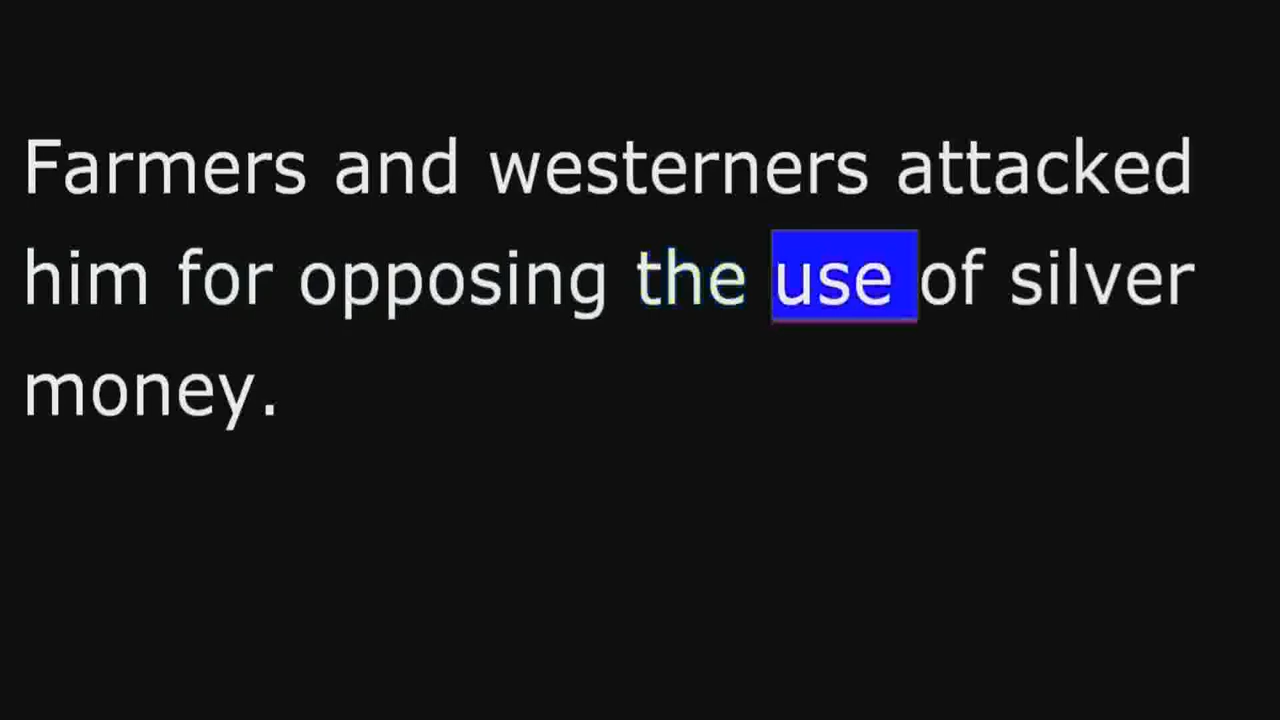 Farmers and westerners attacked
him for opposing the use of silver
money.